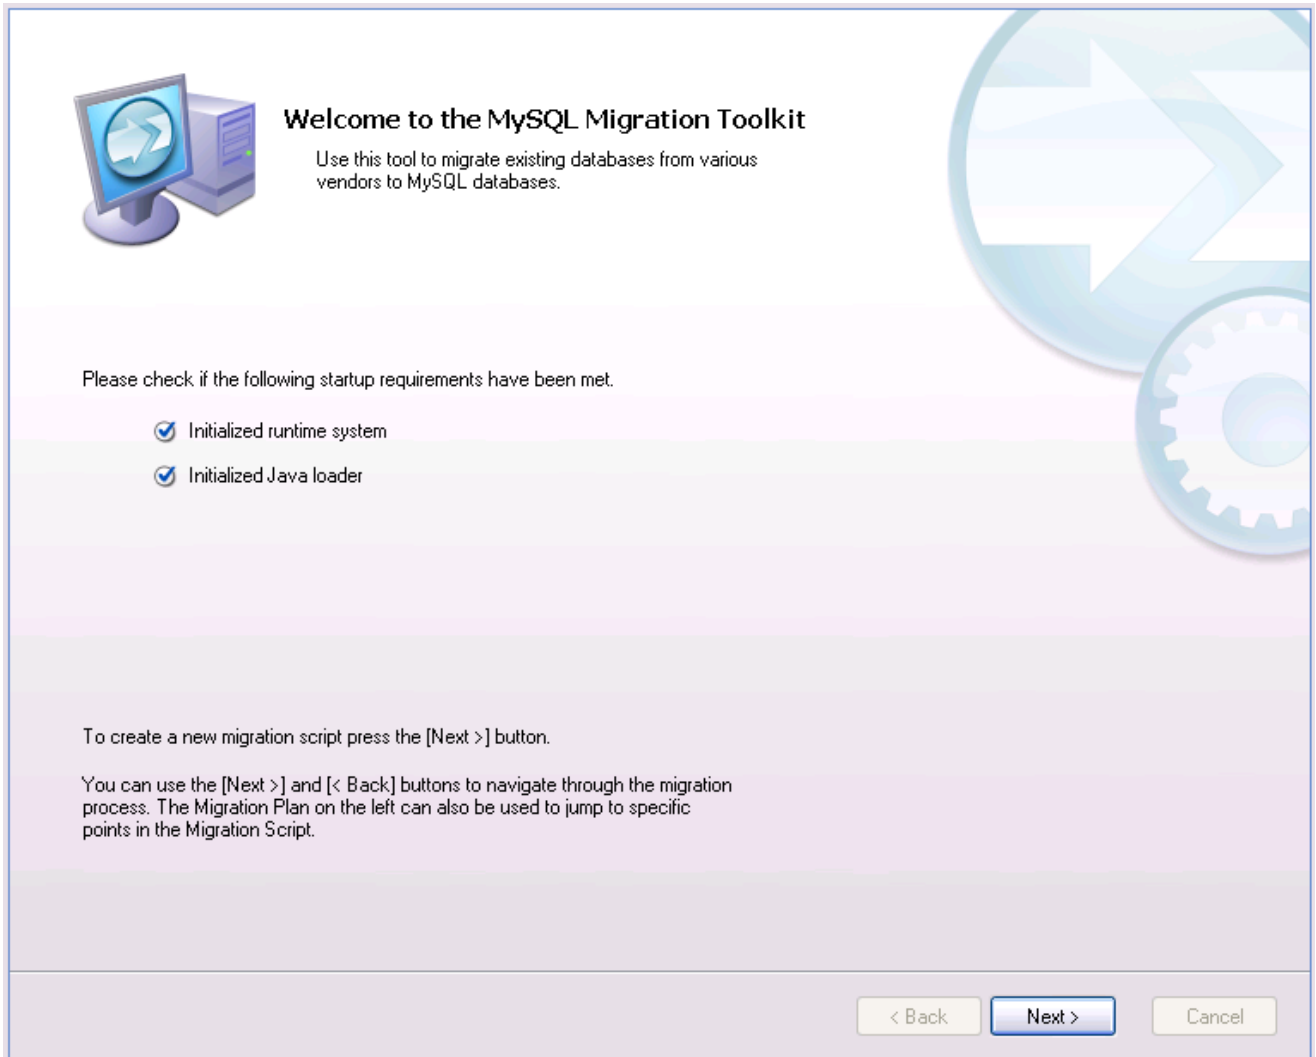 Welcome to the MySQL Migration Toolkit
Use this tool to migrate existing databases from various
vendors to MySQL databases.
Please check if the following startup requirements have been met.
Initialized runtime system
Initialized Java loader
To create a new migration script press the [Next >] button.
You can use the [Next >] and [< Back] buttons to navigate through the migration
process. The Migration Plan on the left can also be used to jump to specific
points in the Migration Script.
< Back
Next >
Cancel